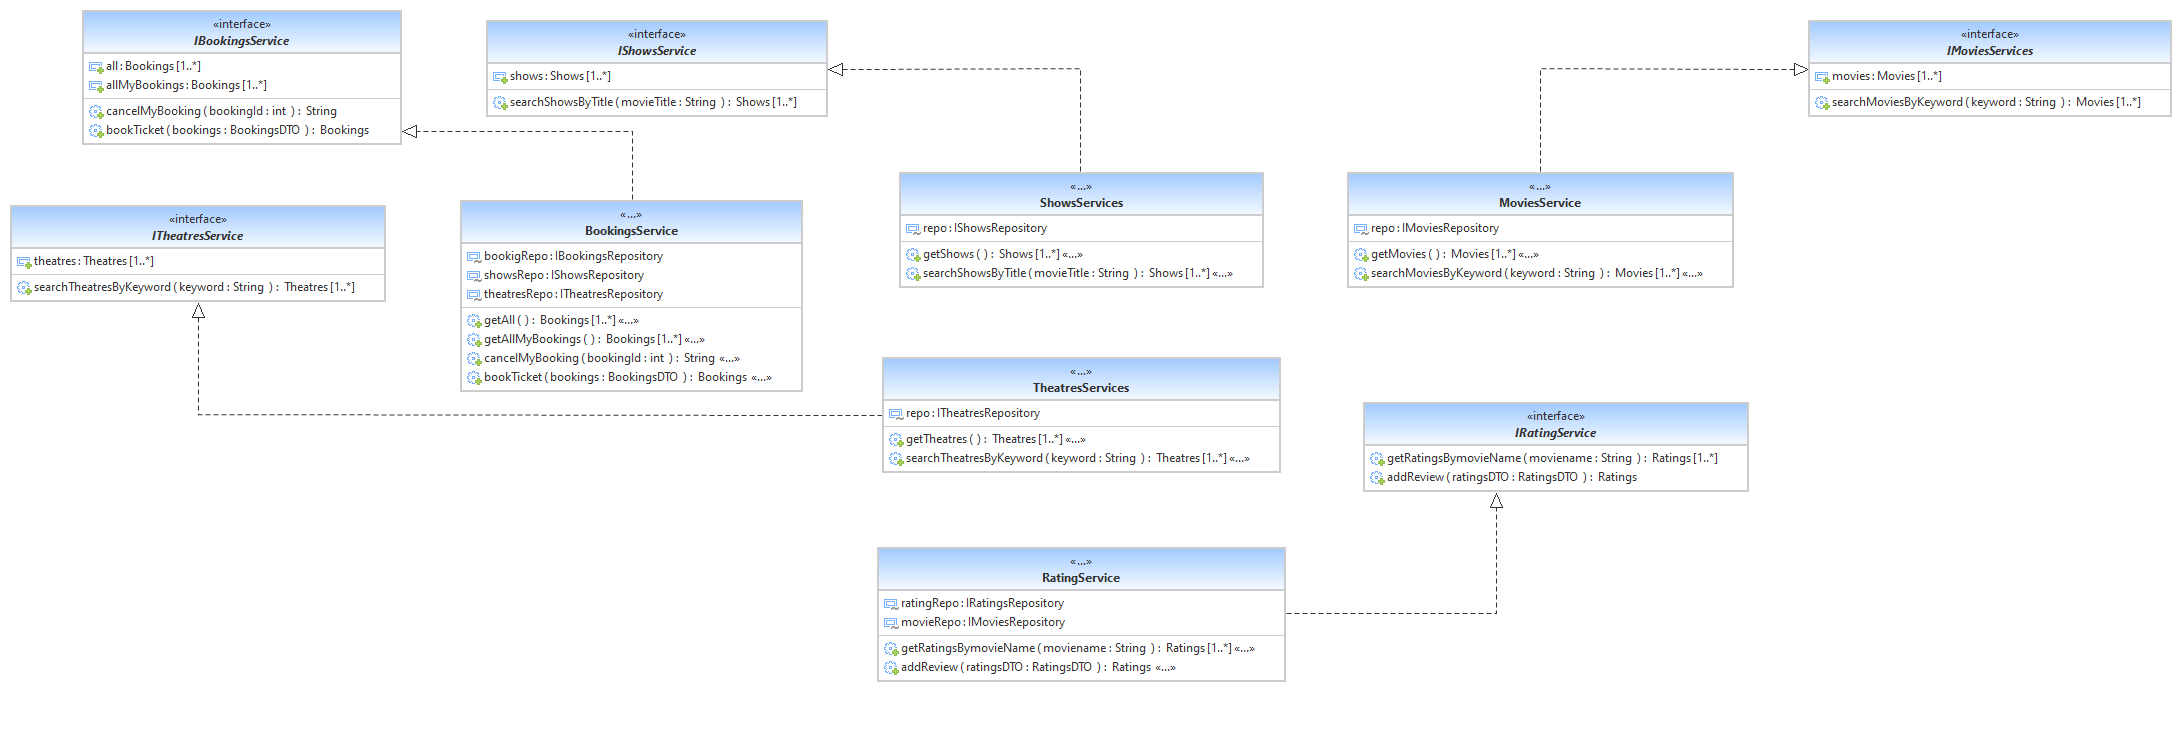 «interface»
IBookingsService
all : Bookings [1..*]
allMyBookings : Bookings [1..*]
cancelMyBooking ( bookingId : int ) : String
bookTicket ( bookings : BookingsDTO ) : Bookings
«interface»
IShowsService
shows : Shows [1..*]
searchShowsByTitle ( movieTitle : String ) : Shows [1..*]
«interface»
IMoviesServices
movies : Movies [1..*]
searchMoviesByKeyword ( keyword : String ) : Movies [1..*]
«interface»
ITheatresService
theatres : Theatres [1..*]
searchTheatresByKeyword ( keyword : String ) : Theatres [1..*]
«...»
BookingsService
bookigRepo : IBookingsRepository
showsRepo : IShowsRepository
theatresRepo : ITheatresRepository
getAll ( ) : Bookings [1..*] «...»
getAllMyBookings ( ) : Bookings [1..*] «...»
cancelMyBooking ( bookingId : int ) : String «...»
bookTicket ( bookings : BookingsDTO ) : Bookings «...»
«...»
ShowsServices
repo : IShowsRepository
getShows ( ) : Shows [1..*] «...»
searchShowsByTitle ( movieTitle : String ) : Shows [1..*] «...»
«...»
MoviesService
repo : IMoviesRepository
getMovies ( ) : Movies [1..*] «...»
searchMoviesByKeyword ( keyword : String ) : Movies [1..*] «...»
«...»
TheatresServices
repo : ITheatresRepository
getTheatres ( ) : Theatres [1..*] «...»
searchTheatresByKeyword ( keyword : String ) : Theatres [1..*] «...»
«interface»
IRatingService
getRatingsBymovieName ( moviename : String ) : Ratings [1..*]
addReview ( ratingsDTO : RatingsDTO ) : Ratings
«...»
RatingService
ratingRepo : IRatingsRepository
movieRepo : IMoviesRepository
getRatingsBymovieName ( moviename : String ) : Ratings [1..*] «...»
addReview ( ratingsDTO : RatingsDTO ) : Ratings «...»